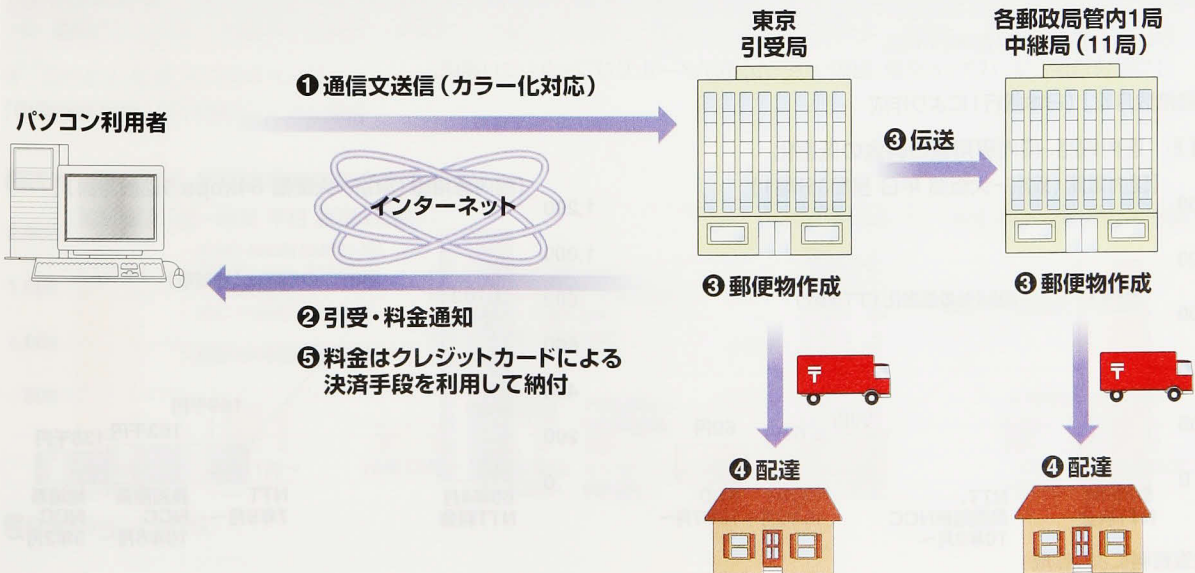 東京
引受局
各郵政局管内1局
中継局(11局)
❶通信文送信(カラー化対応)
パソコン利用者
❸伝送
インターネット
❸郵便物作成
❸郵便物作成
❷引受・料金通知
❺料金はクレジットカードによる
決済手段を利用して納付
〒
〒
❹配達
❹配達